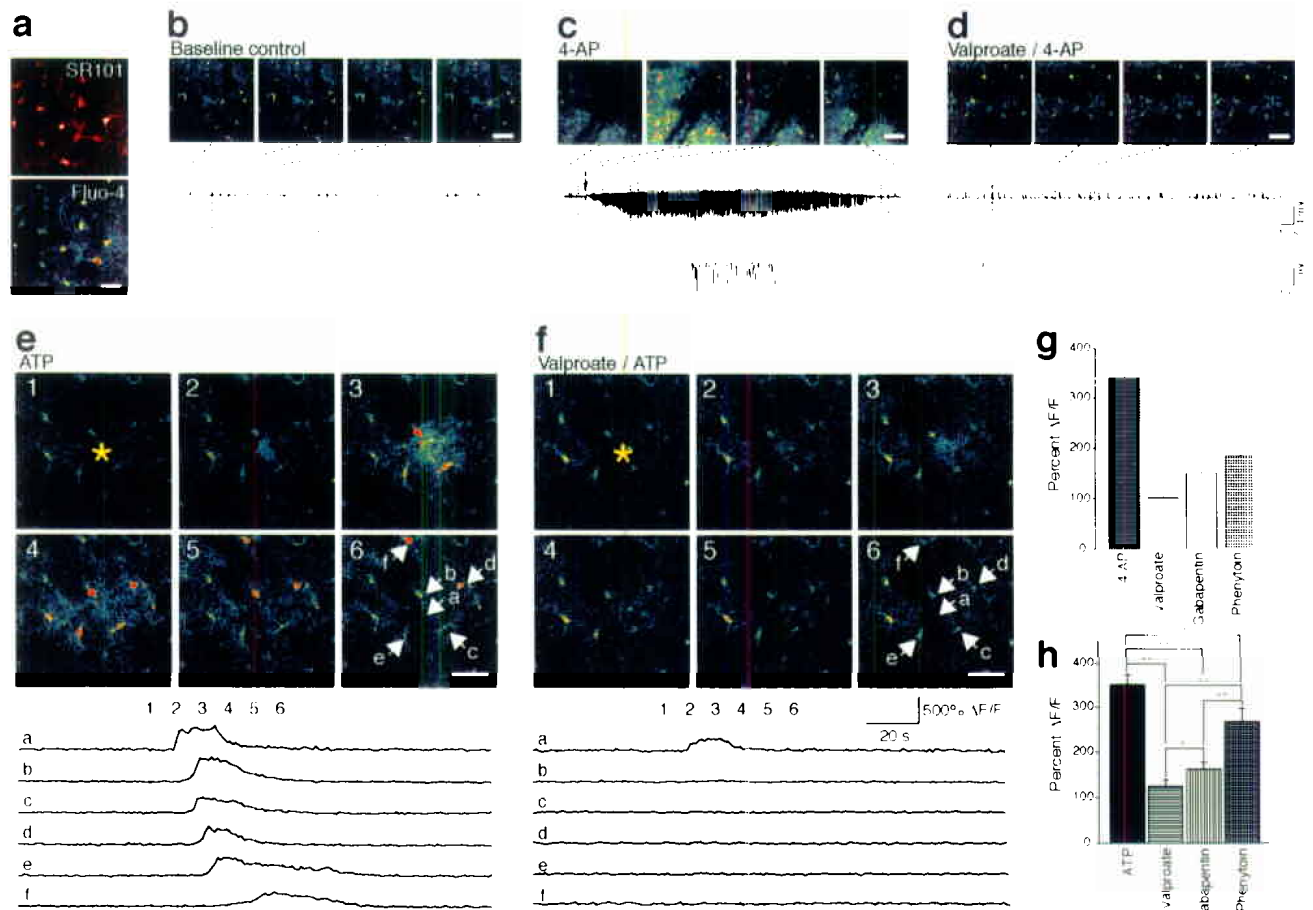 a
SR101
Fluo-4
b
Baseline control
c
4-AP
d
Valproate / 4-AP
e
ATP
1
2
3
4
5
6
f
b
d
a
e
c
1 2 3 4 5 6
a
b
c
d
e
f
f
Valproate / ATP
1
2
3
4
5
6
f
b
d
a
e
c
1 2 3 4 5 6
500% ΔF/F
20 s
a
b
c
d
e
f
g
Percent ΔF/F
400
300
200
100
0
4 AP
Valproate
Gabapentin
Phenytoin
h
Percent ΔF/F
400
300
200
100
0
ATP
Valproate
abapentin
Phenytoin